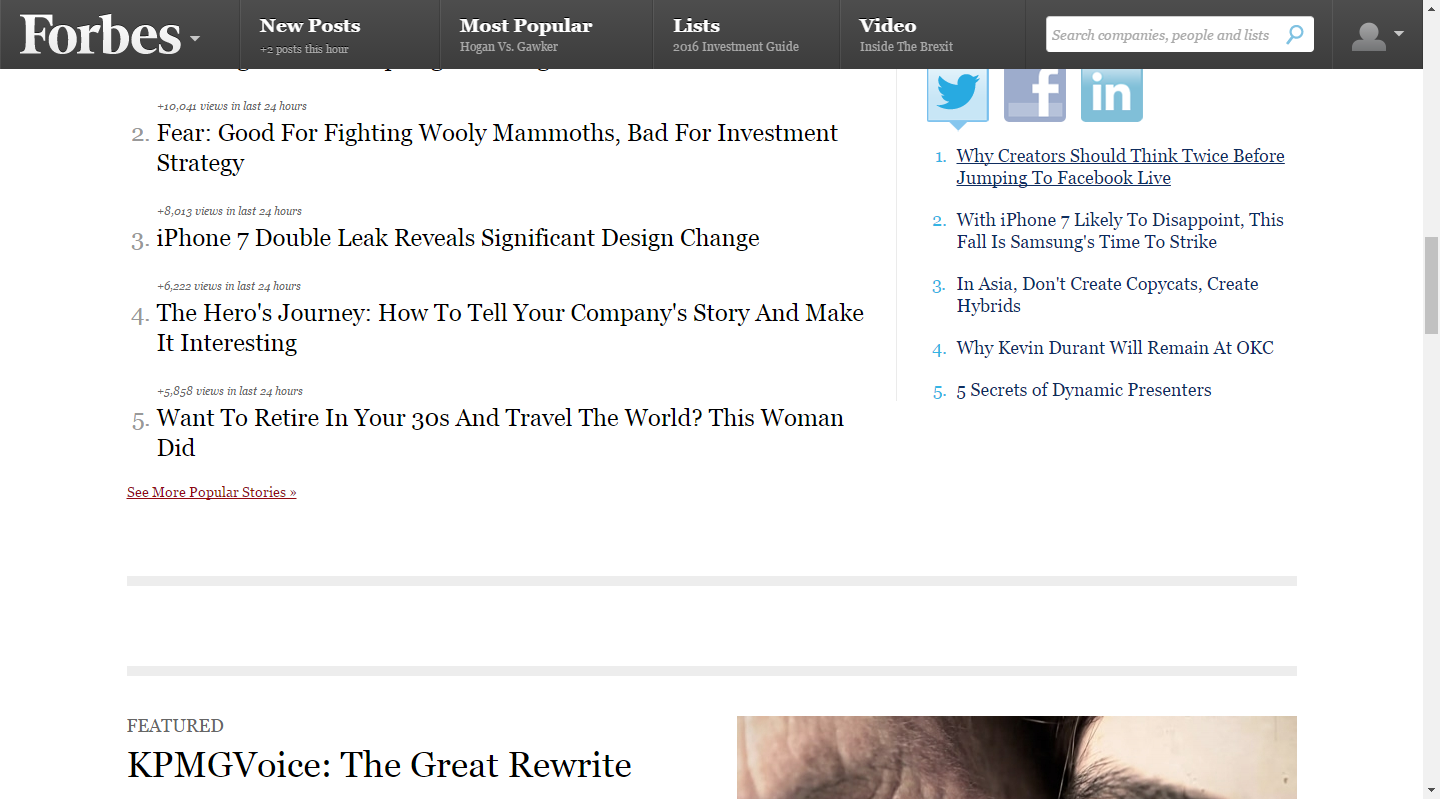 Forbes
New Posts
+2 posts this hour
Most Popular
Hogan Vs. Gawker
Lists
2016 Investment Guide
Video
Inside The Brexit
Search companies, people and lists
+10,041 views in last 24 hours
2. Fear: Good For Fighting Wooly Mammoths, Bad For Investment
Strategy
+8,013 views in last 24 hours
3. iPhone 7 Double Leak Reveals Significant Design Change
+6,222 views in last 24 hours
4. The Hero's Journey: How To Tell Your Company's Story And Make
It Interesting
+5,858 views in last 24 hours
5. Want To Retire In Your 30s And Travel The World? This Woman
Did
See More Popular Stories »
f
in
1. Why Creators Should Think Twice Before
Jumping To Facebook Live
2. With iPhone 7 Likely To Disappoint, This
Fall Is Samsung's Time To Strike
3. In Asia, Don't Create Copycats, Create
Hybrids
4. Why Kevin Durant Will Remain At OKC
5. 5 Secrets of Dynamic Presenters
FEATURED
KPMGVoice: The Great Rewrite